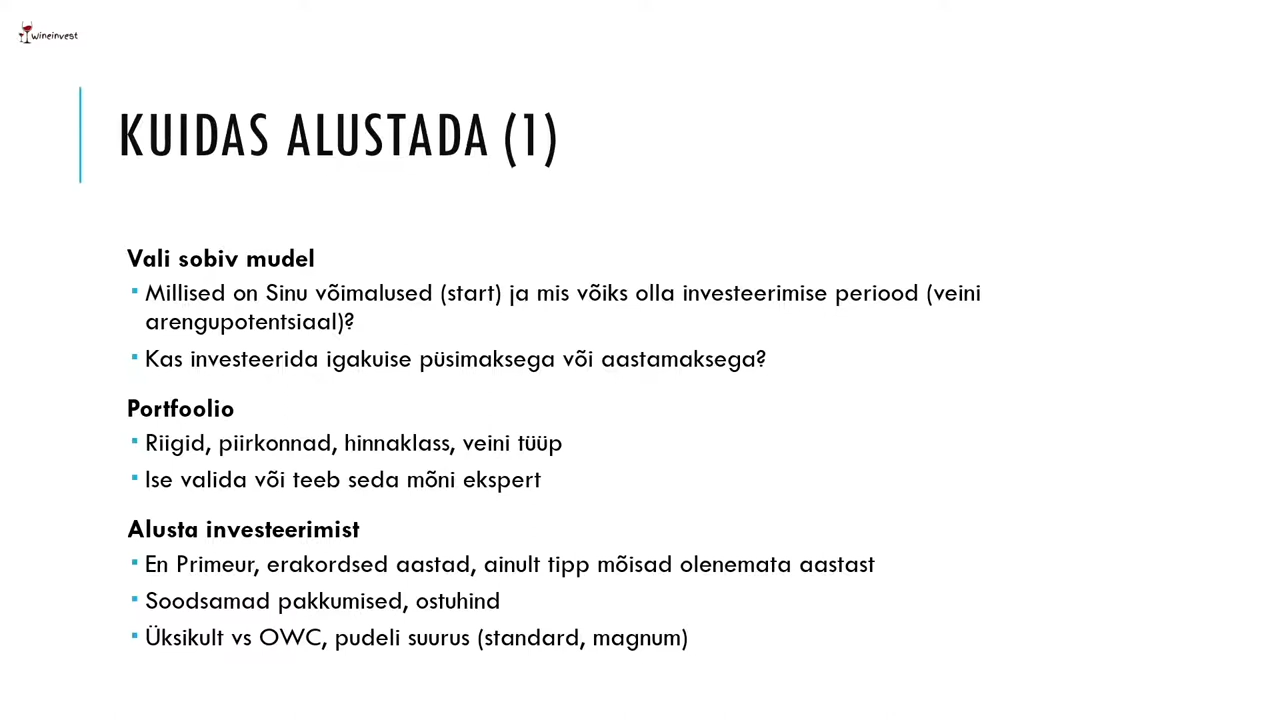 wineinvest
KUIDAS ALUSTADA (1)
Vali sobiv mudel
Millised on Sinu võimalused (start) ja mis võiks olla investeerimise periood (veini
arengupotentsiaal)?
Kas investeerida igakuise püsimaksega või aastamaksega?
Portfoolio
Riigid, piirkonnad, hinnaklass, veini tüüp
Ise valida või teeb seda mõni ekspert
Alusta investeerimist
En Primeur, erakordsed aastad, ainult tipp mõisad olenemata aastast
Soodsamad pakkumised, ostuhind
Üksikult vs OWC, pudeli suurus (standard, magnum)